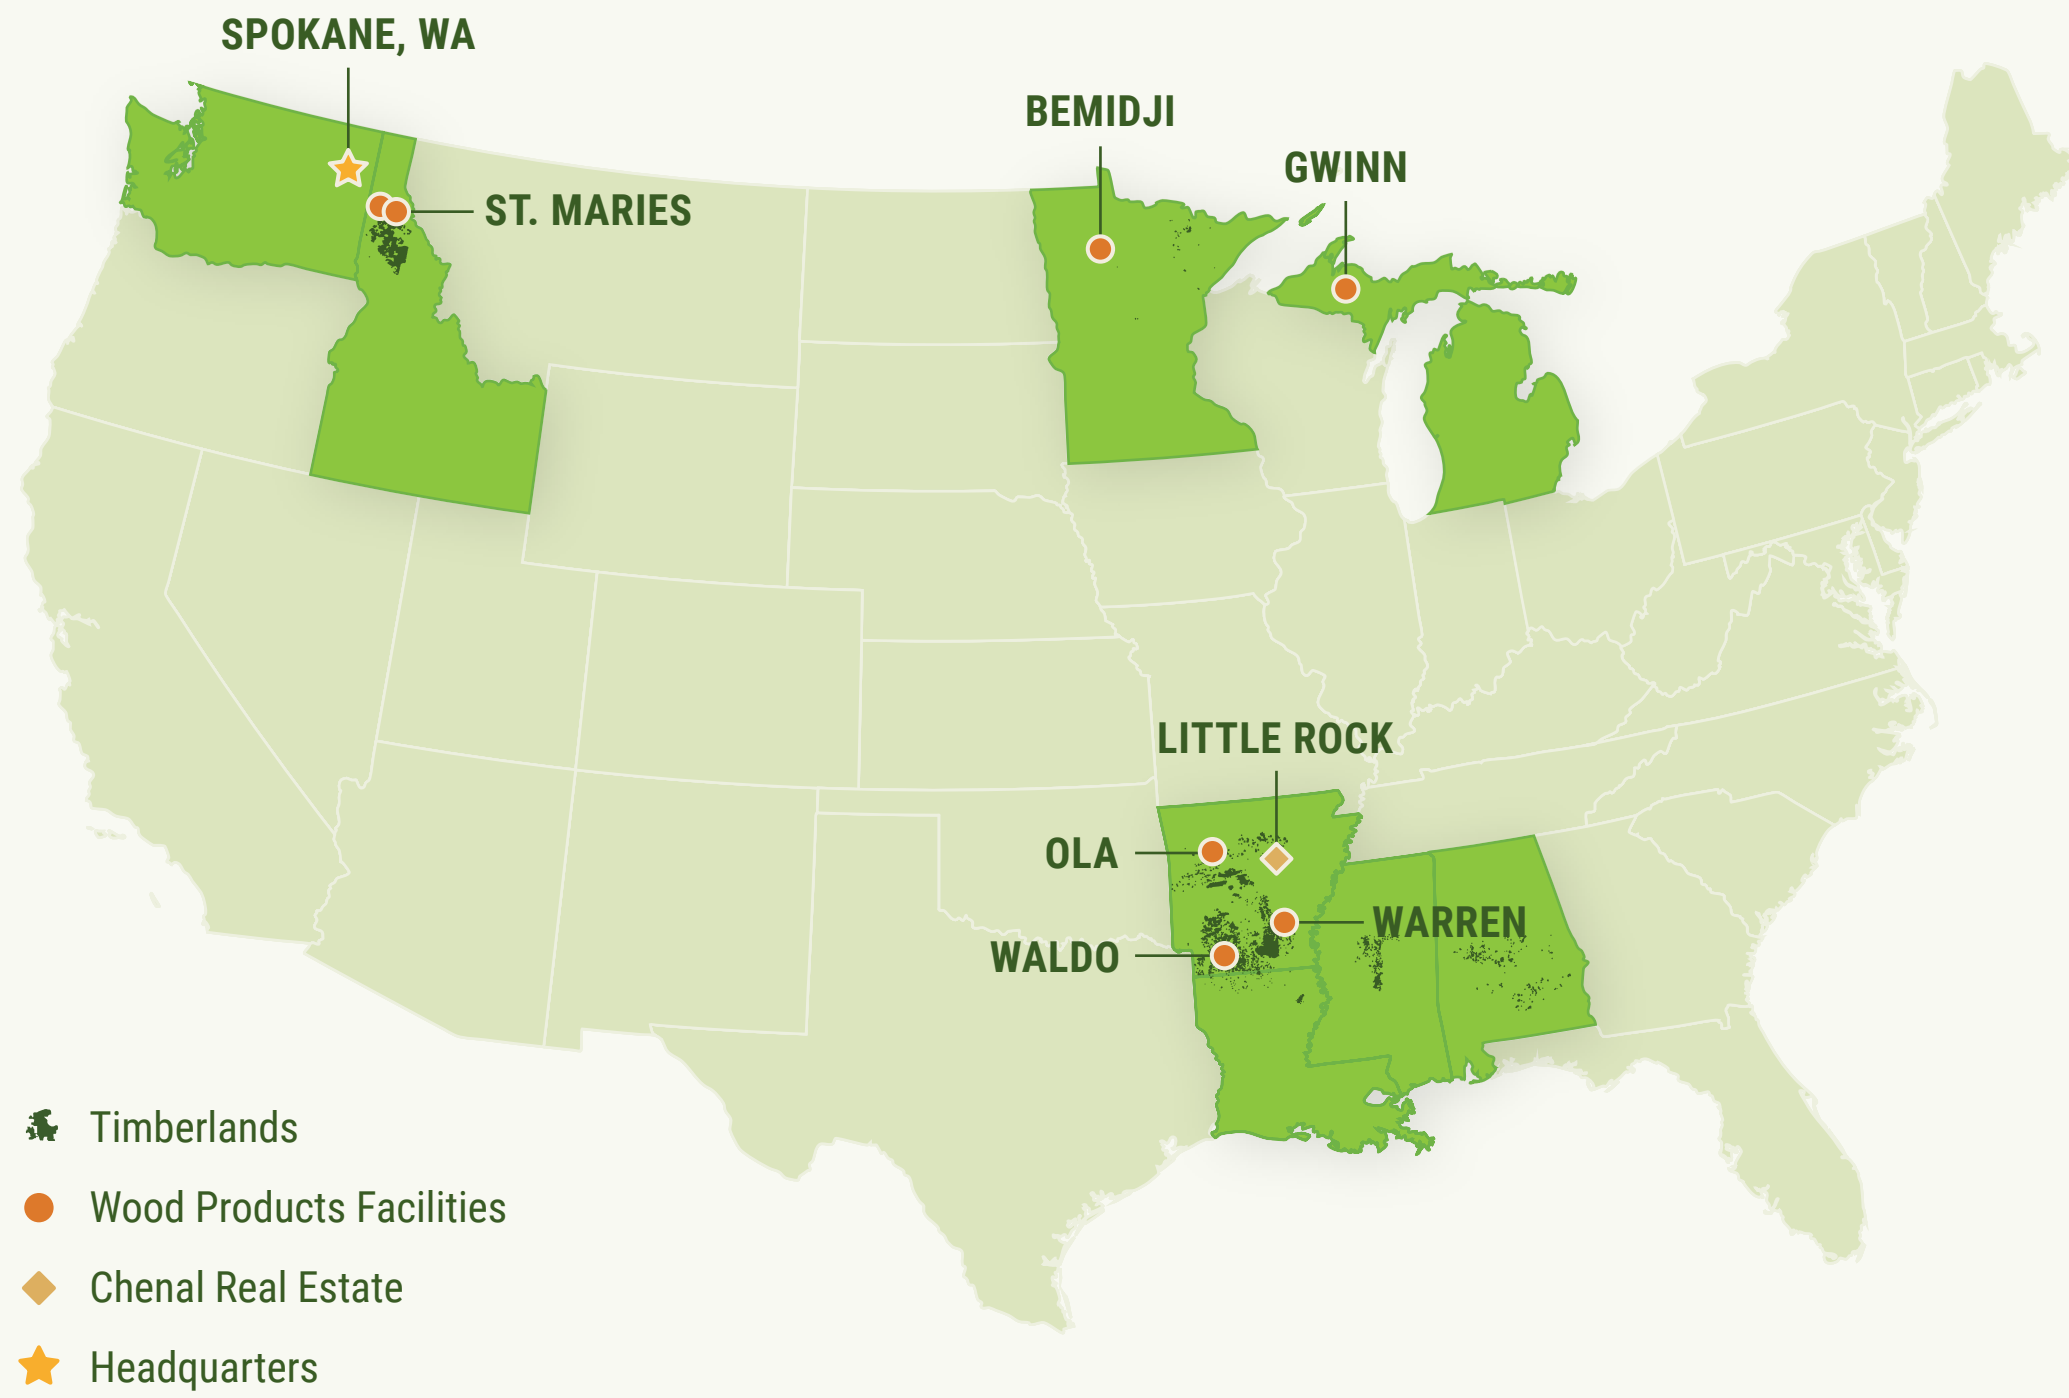 SPOKANE, WA
BEMIDJI
GWINN
ST. MARIES
LITTLE ROCK
OLA
WARREN
WALDO
Timberlands
Wood Products Facilities
Chenal Real Estate
Headquarters